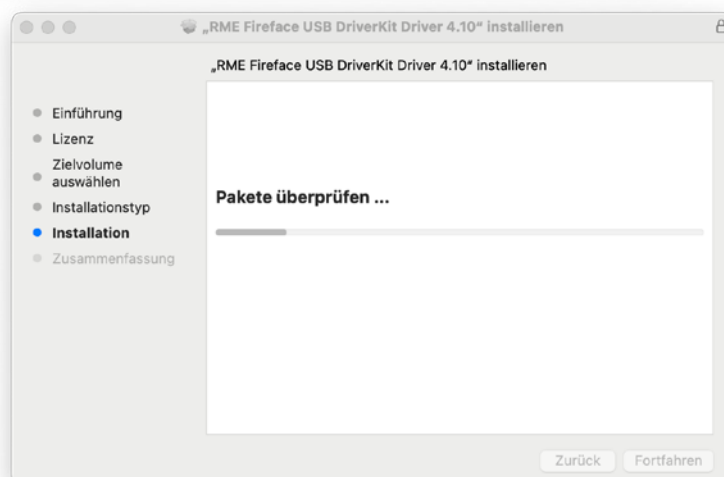 „RME Fireface USB DriverKit Driver 4.10“ installieren
„RME Fireface USB DriverKit Driver 4.10“ installieren
Einführung
Lizenz
Zielvolume
auswählen
Installationstyp
Installation
Zusammenfassung
Pakete überprüfen ...
Zurück
Fortfahren